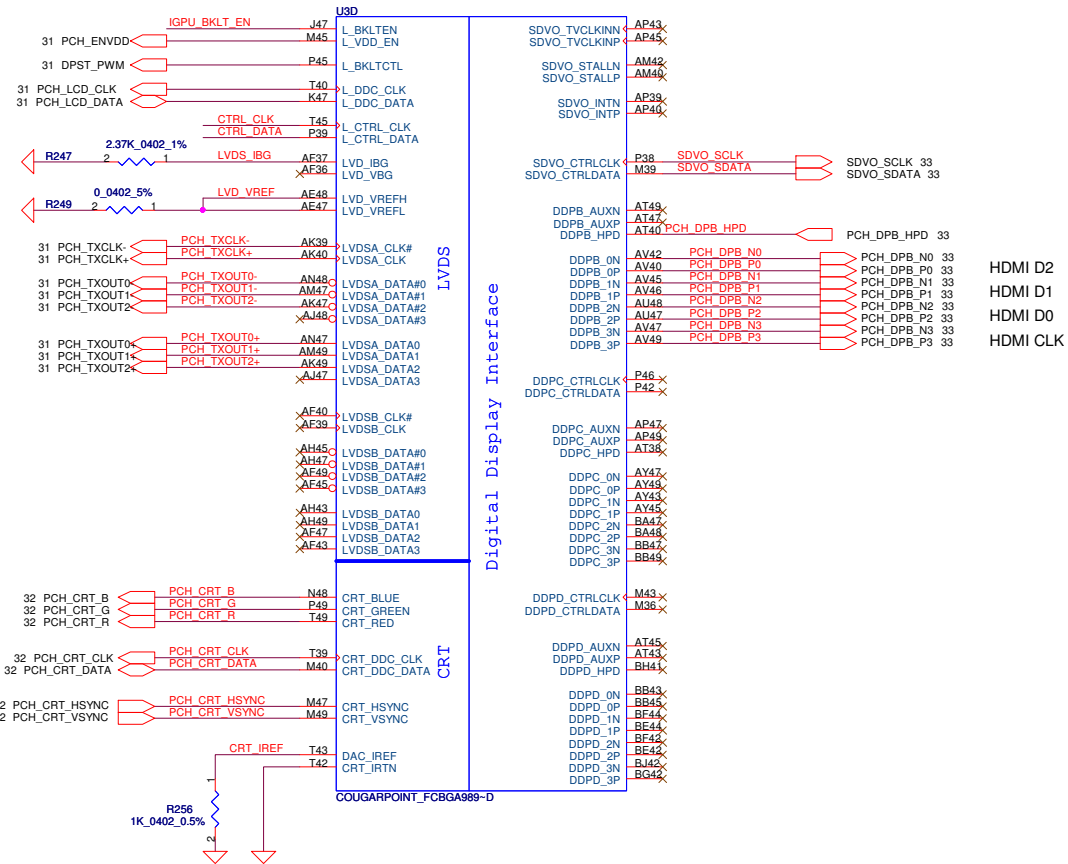 U3D
IGPU_BKLT_EN J47 L_BKLTEN
31 PCH_ENVDD M45 L_VDD_EN
31 DPST_PWM P45 L_BKLTCTL
31 PCH_LCD_CLK T40 L_DDC_CLK
31 PCH_LCD_DATA K47 L_DDC_DATA
CTRL_CLK T45 L_CTRL_CLK
CTRL_DATA P39 L_CTRL_DATA
2.37K_0402_1%
R247 2 1 LVDS_IBG AF37 LVD_IBG
AF36 LVD_VBG
0_0402_5%
LVD_VREF AE48 LVD_VREFH
R249 2 1 AE47 LVD_VREFL
31 PCH_TXCLK- PCH_TXCLK- AK39 LVDSA_CLK#
31 PCH_TXCLK+ PCH_TXCLK+ AK40 LVDSA_CLK
31 PCH_TXOUT0- PCH_TXOUT0- AN48 LVDSA_DATA#0
31 PCH_TXOUT1- PCH_TXOUT1- AM47 LVDSA_DATA#1
31 PCH_TXOUT2- PCH_TXOUT2- AK47 LVDSA_DATA#2
AJ48 LVDSA_DATA#3
31 PCH_TXOUT0+ PCH_TXOUT0+ AN47 LVDSA_DATA0
31 PCH_TXOUT1+ PCH_TXOUT1+ AM49 LVDSA_DATA1
31 PCH_TXOUT2+ PCH_TXOUT2+ AK49 LVDSA_DATA2
AJ47 LVDSA_DATA3
AF40 LVDSB_CLK#
AF39 LVDSB_CLK
AH45 LVDSB_DATA#0
AH47 LVDSB_DATA#1
AF49 LVDSB_DATA#2
AF45 LVDSB_DATA#3
AH43 LVDSB_DATA0
AH49 LVDSB_DATA1
AF47 LVDSB_DATA2
AF43 LVDSB_DATA3
LVDS
32 PCH_CRT_B PCH_CRT_B N48 CRT_BLUE
32 PCH_CRT_G PCH_CRT_G P49 CRT_GREEN
32 PCH_CRT_R PCH_CRT_R T49 CRT_RED
32 PCH_CRT_CLK PCH_CRT_CLK T39 CRT_DDC_CLK
32 PCH_CRT_DATA PCH_CRT_DATA M40 CRT_DDC_DATA
2 PCH_CRT_HSYNC PCH_CRT_HSYNC M47 CRT_HSYNC
2 PCH_CRT_VSYNC PCH_CRT_VSYNC M49 CRT_VSYNC
CRT_IREF T43 DAC_IREF
T42 CRT_IRTN
CRT
1
R256
1K_0402_0.5%
2
Digital Display Interface
SDVO_TVCLKINN AP43
SDVO_TVCLKINP AP45
SDVO_STALLN AM42
SDVO_STALLP AM40
SDVO_INTN AP39
SDVO_INTP AP40
SDVO_CTRLCLK P38 SDVO_SCLK SDVO_SCLK 33
SDVO_CTRLDATA M39 SDVO_SDATA SDVO_SDATA 33
DDPB_AUXN AT49
DDPB_AUXP AT47
DDPB_HPD AT40 PCH_DPB_HPD PCH_DPB_HPD 33
DDPB_0N AV42 PCH_DPB_N0 PCH_DPB_N0 33
DDPB_0P AV40 PCH_DPB_P0 PCH_DPB_P0 33 HDMI D2
DDPB_1N AV45 PCH_DPB_N1 PCH_DPB_N1 33
DDPB_1P AV46 PCH_DPB_P1 PCH_DPB_P1 33 HDMI D1
DDPB_2N AU48 PCH_DPB_N2 PCH_DPB_N2 33
DDPB_2P AU47 PCH_DPB_P2 PCH_DPB_P2 33 HDMI D0
DDPB_3N AV47 PCH_DPB_N3 PCH_DPB_N3 33
DDPB_3P AV49 PCH_DPB_P3 PCH_DPB_P3 33 HDMI CLK
DDPC_CTRLCLK P46
DDPC_CTRLDATA P42
DDPC_AUXN AP47
DDPC_AUXP AP49
DDPC_HPD AT38
DDPC_0N AY47
DDPC_0P AY49
DDPC_1N AY43
DDPC_1P AY45
DDPC_2N BA47
DDPC_2P BA48
DDPC_3N BB47
DDPC_3P BB49
DDPD_CTRLCLK M43
DDPD_CTRLDATA M36
DDPD_AUXN AT45
DDPD_AUXP AT43
DDPD_HPD BH41
DDPD_0N BB43
DDPD_0P BB45
DDPD_1N BF44
DDPD_1P BE44
DDPD_2N BF42
DDPD_2P BE42
DDPD_3N BJ42
DDPD_3P BG42
COUGARPOINT_FCBGA989~D